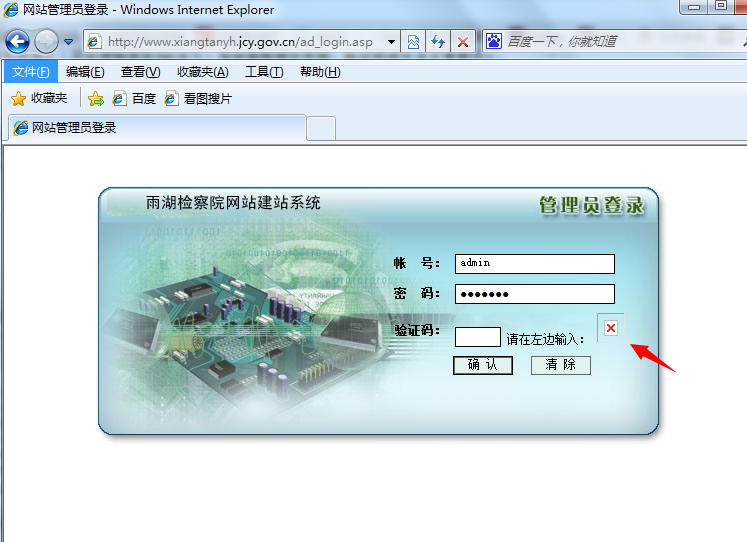 网站管理员登录 - Windows Internet Explorer
http://www.xiangtanyh.jcy.gov.cn/ad_login.asp 百度一下，你就知道
文件(F) 编辑(E) 查看(V) 收藏夹(A) 工具(T) 帮助(H)
收藏夹 百度 看图搜片
网站管理员登录
雨湖检察院网站建站系统 管理员登录
帐 号： admin
密 码： ●●●●●●●
验证码： 请在左边输入：
确 认 清 除